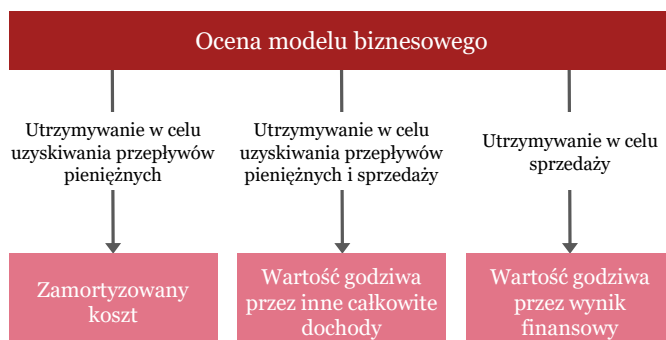 Ocena modelu biznesowego
Utrzymywanie w celu
uzyskiwania przepływów
pieniężnych
Utrzymywanie w celu
uzyskiwania przepływów
pieniężnych i sprzedaży
Utrzymywanie w celu
sprzedaży
Zamortyzowany
koszt
Wartość godziwa
przez inne całkowite
dochody
Wartość godziwa
przez wynik
finansowy